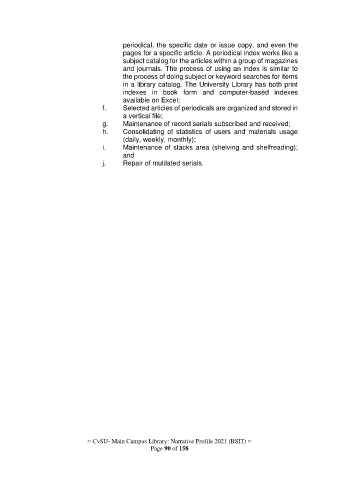 periodical, the specific date or issue copy, and even the
pages for a specific article. A periodical index works like a
subject catalog for the articles within a group of magazines
and journals. The process of using an index is similar to
the process of doing subject or keyword searches for items
in a library catalog. The University Library has both print
indexes in book form and computer-based indexes
available on Excel;
f. Selected articles of periodicals are organized and stored in
a vertical file;
g. Maintenance of record serials subscribed and received;
h. Consolidating of statistics of users and materials usage
(daily, weekly, monthly);
i. Maintenance of stacks area (shelving and shelfreading);
and
j. Repair of mutilated serials.
≈ CvSU- Main Campus Library: Narrative Profile 2021 (BSIT) ≈
Page 90 of 158